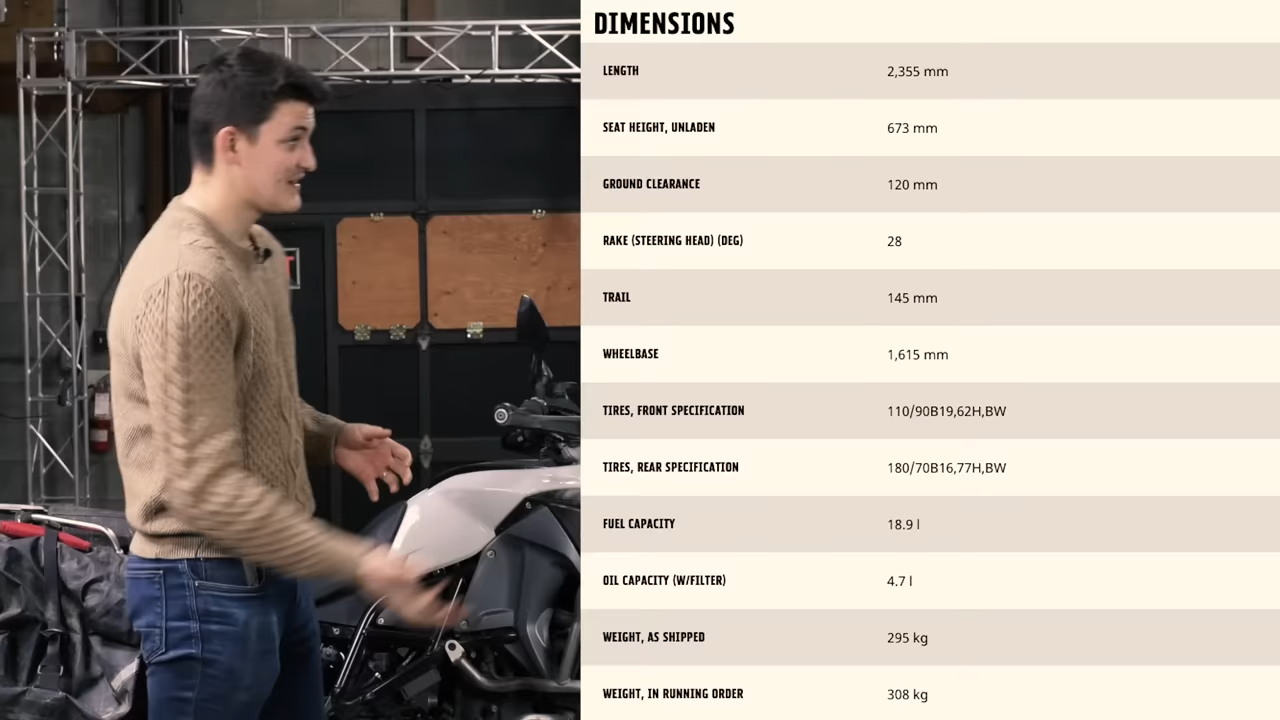 DIMENSIONS
LENGTH 2,355 mm
SEAT HEIGHT, UNLADEN 673 mm
GROUND CLEARANCE 120 mm
RAKE (STEERING HEAD) (DEG) 28
TRAIL 145 mm
WHEELBASE 1,615 mm
TIRES, FRONT SPECIFICATION 110/90B19,62H,BW
TIRES, REAR SPECIFICATION 180/70B16,77H,BW
FUEL CAPACITY 18.9 l
OIL CAPACITY (W/FILTER) 4.7 l
WEIGHT, AS SHIPPED 295 kg
WEIGHT, IN RUNNING ORDER 308 kg